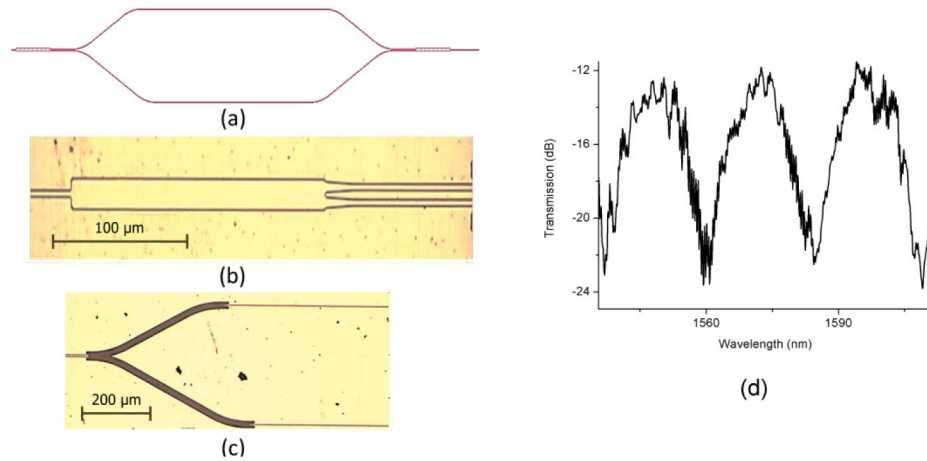 (a)
100 µm
(b)
200 µm
(c)
-12
-16
-20
-24
Transmission (dB)
1560
1590
Wavelength (nm)
(d)